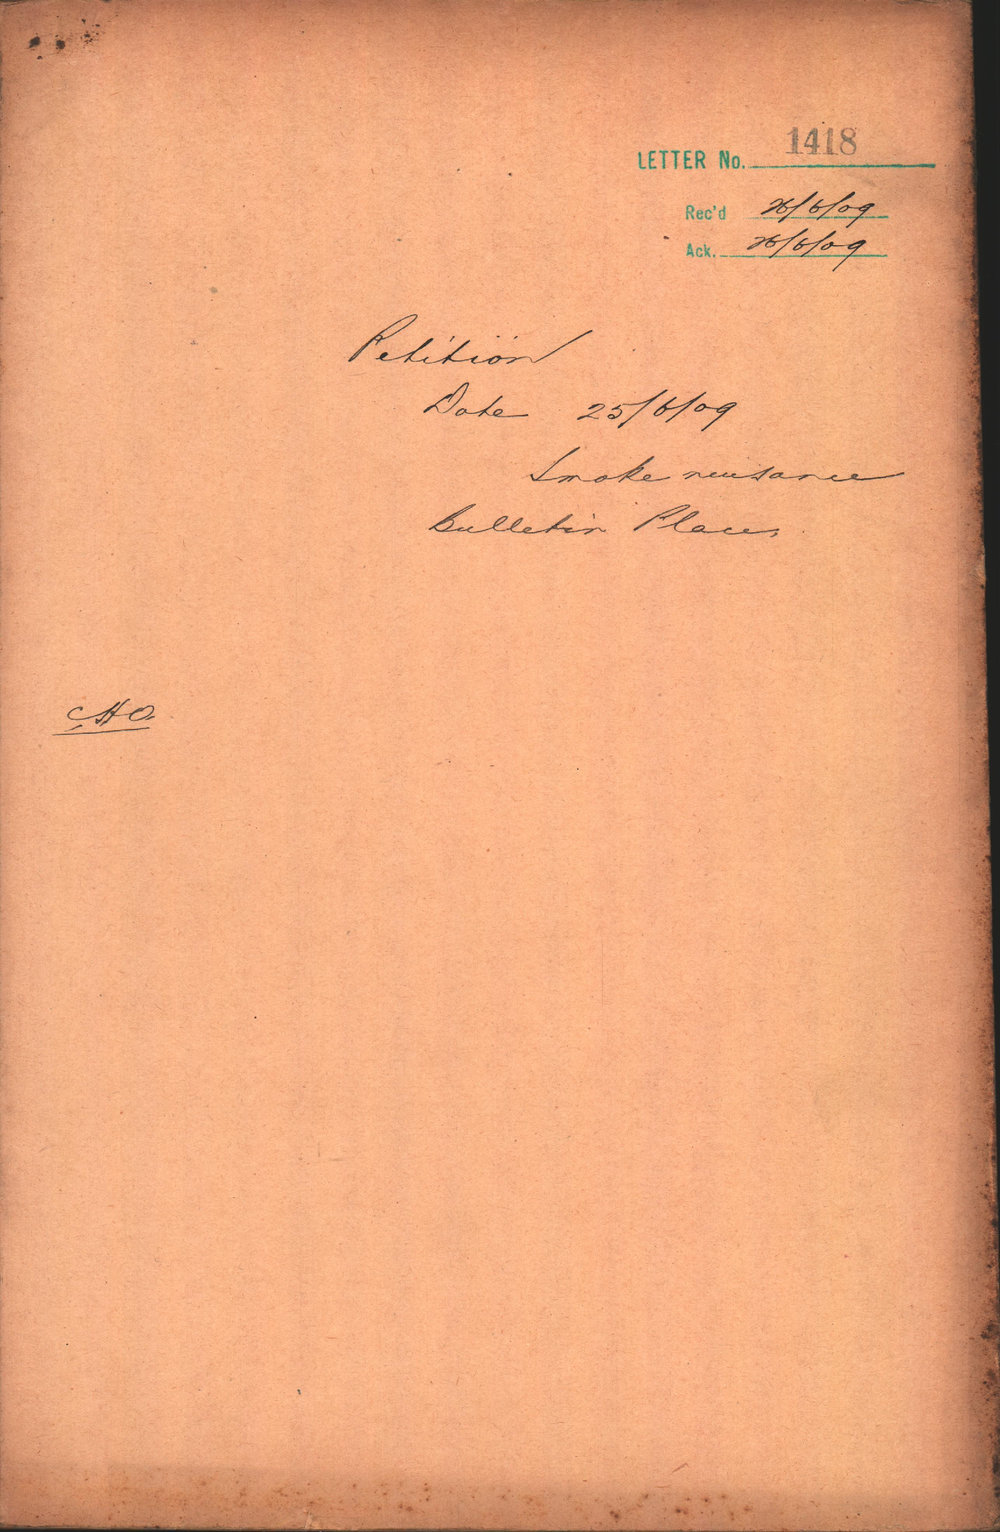 LETTER No. 1418
Rec'd 26/6/09
Ack. 26/6/09
Petition
Date 25/6/09
Smoke nuisance
Bulletin Place.
CHO.